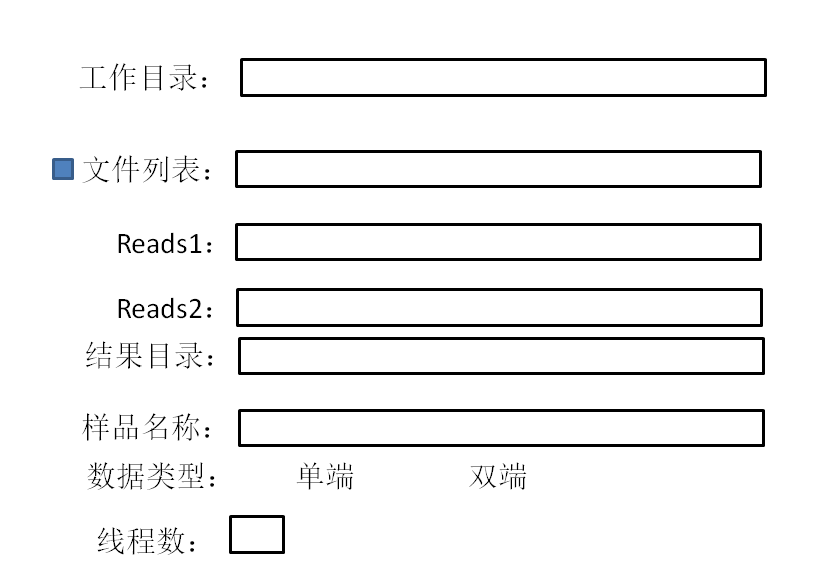 工作目录：
文件列表：
Reads1：
Reads2：
结果目录：
样品名称：
数据类型： 单端 双端
线程数：